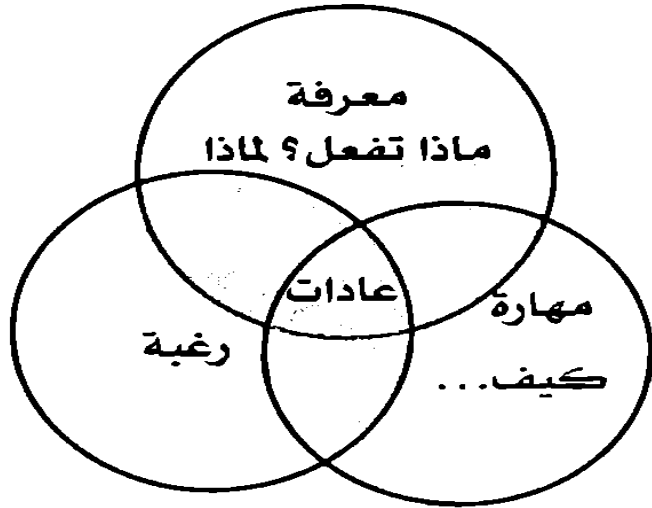 معرفة
ماذا تفعل؟ لماذا
عادات
مهارة
رغبة
كيف...